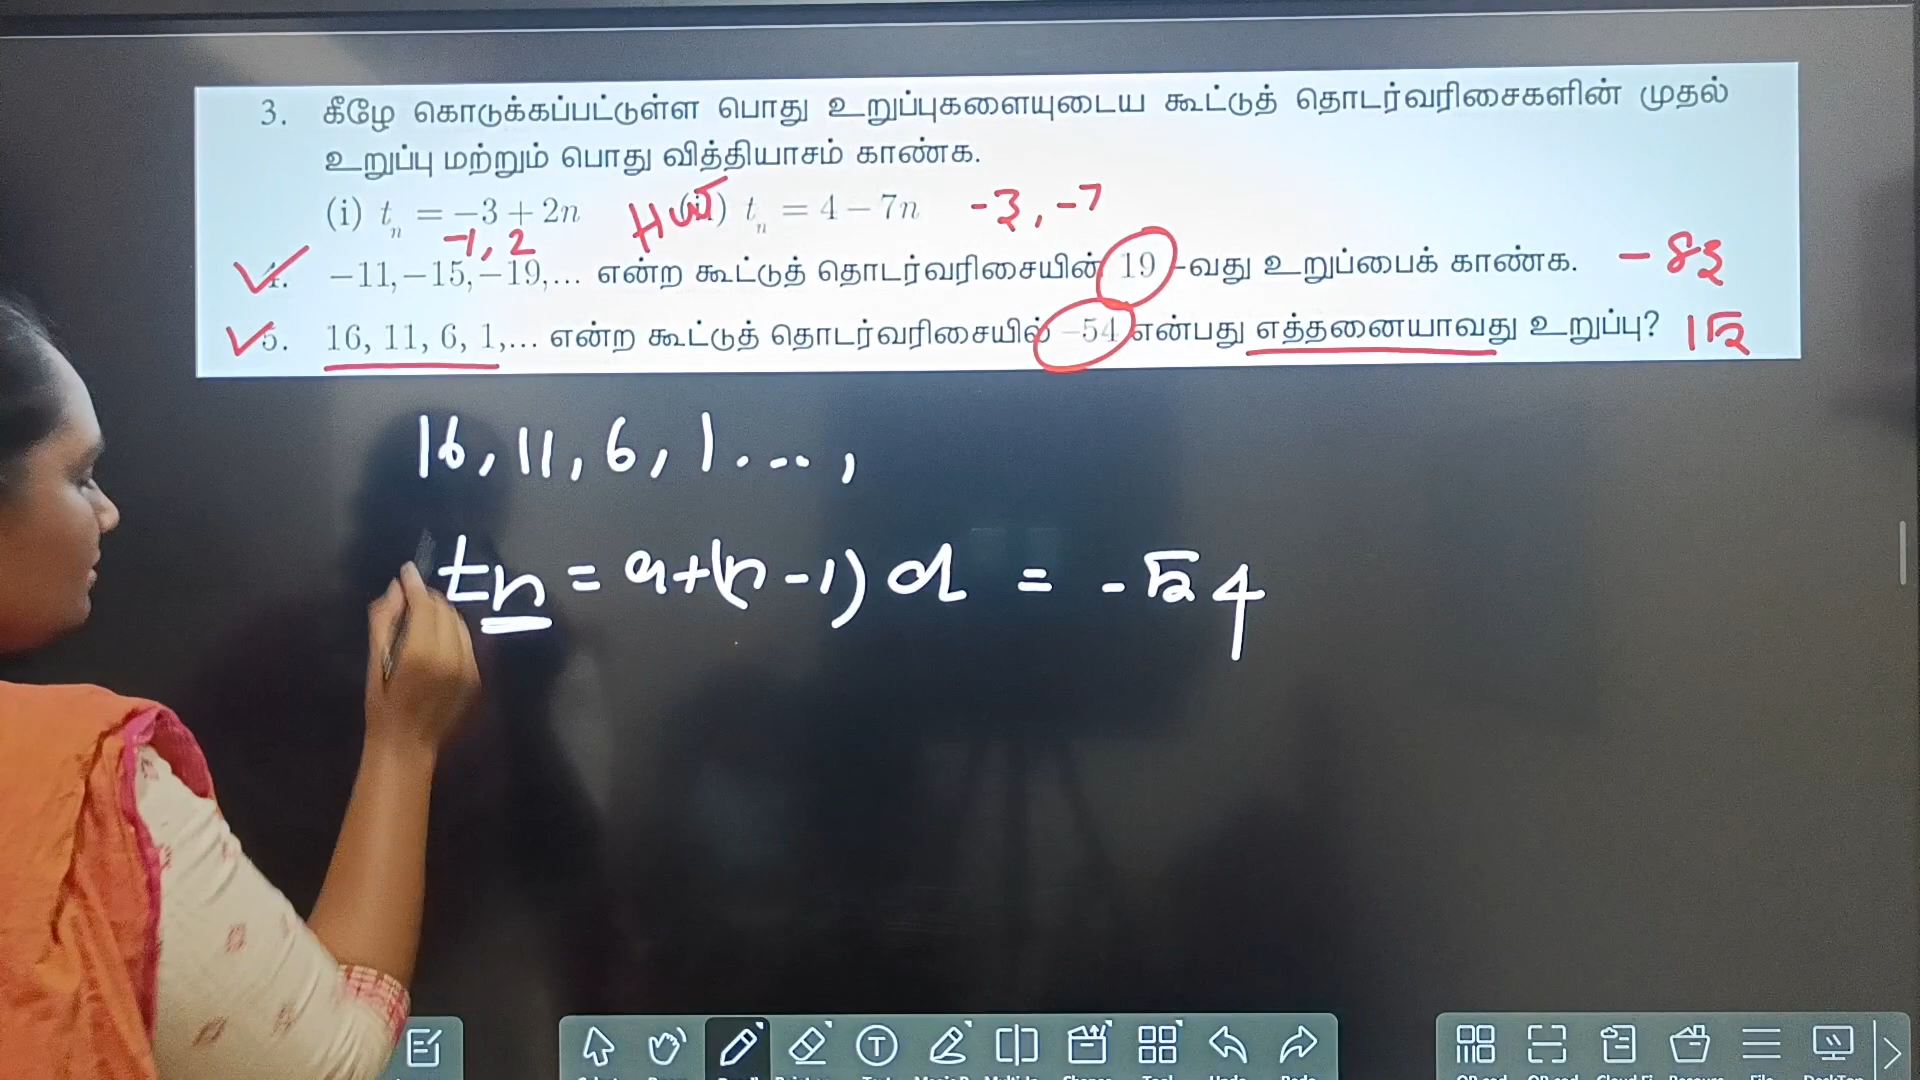 3. கீழே கொடுக்கப்பட்டுள்ள பொது உறுப்புகளையுடைய கூட்டுத் தொடர்வரிசைகளின் முதல்
உறுப்பு மற்றும் பொது வித்தியாசம் காண்க.
(i) tₙ = −3 + 2n HW tₙ = 4 − 7n -3, -7
-1, 2
4. −11, −15, −19,... என்ற கூட்டுத் தொடர்வரிசையின் 19 -வது உறுப்பைக் காண்க. - 83
5. 16, 11, 6, 1,... என்ற கூட்டுத் தொடர்வரிசையில் −54 என்பது எத்தனையாவது உறுப்பு? 15
16, 11, 6, 1 ... ,
tn = a+(n-1) d = - 54